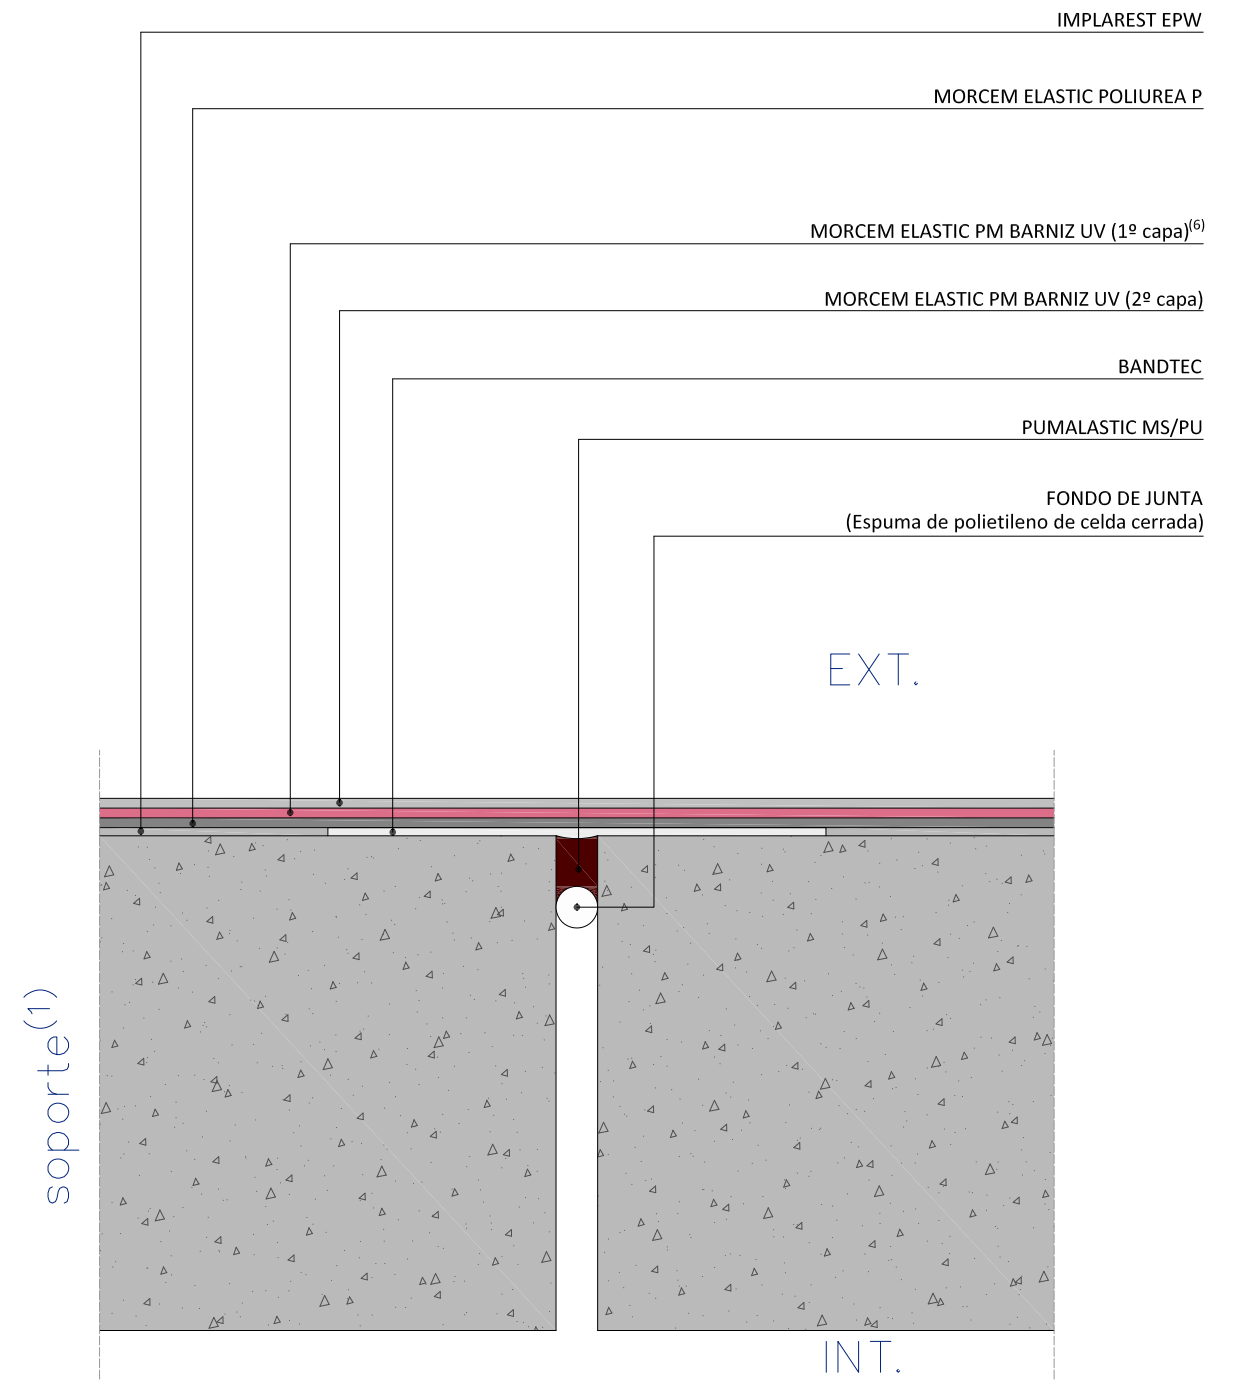 IMPLAREST EPW
MORCEM ELASTIC POLIUREA P
MORCEM ELASTIC PM BARNIZ UV (1º capa)(6)
MORCEM ELASTIC PM BARNIZ UV (2º capa)
BANDTEC
PUMALASTIC MS/PU
FONDO DE JUNTA
(Espuma de polietileno de celda cerrada)
EXT.
soporte(1)
INT.